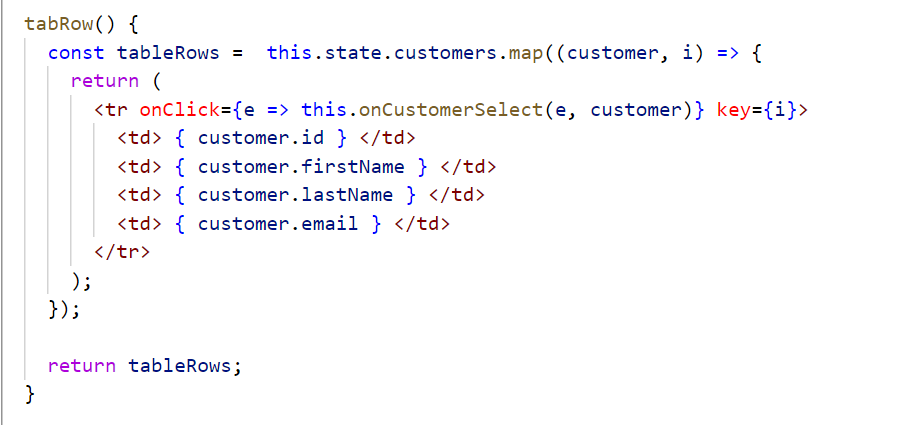 tabRow() {
  const tableRows =  this.state.customers.map((customer, i) => {
    return (
      <tr onClick={e => this.onCustomerSelect(e, customer)} key={i}>
        <td> { customer.id } </td>
        <td> { customer.firstName } </td>
        <td> { customer.lastName } </td>
        <td> { customer.email } </td>
      </tr>
    );
  });

  return tableRows;
}